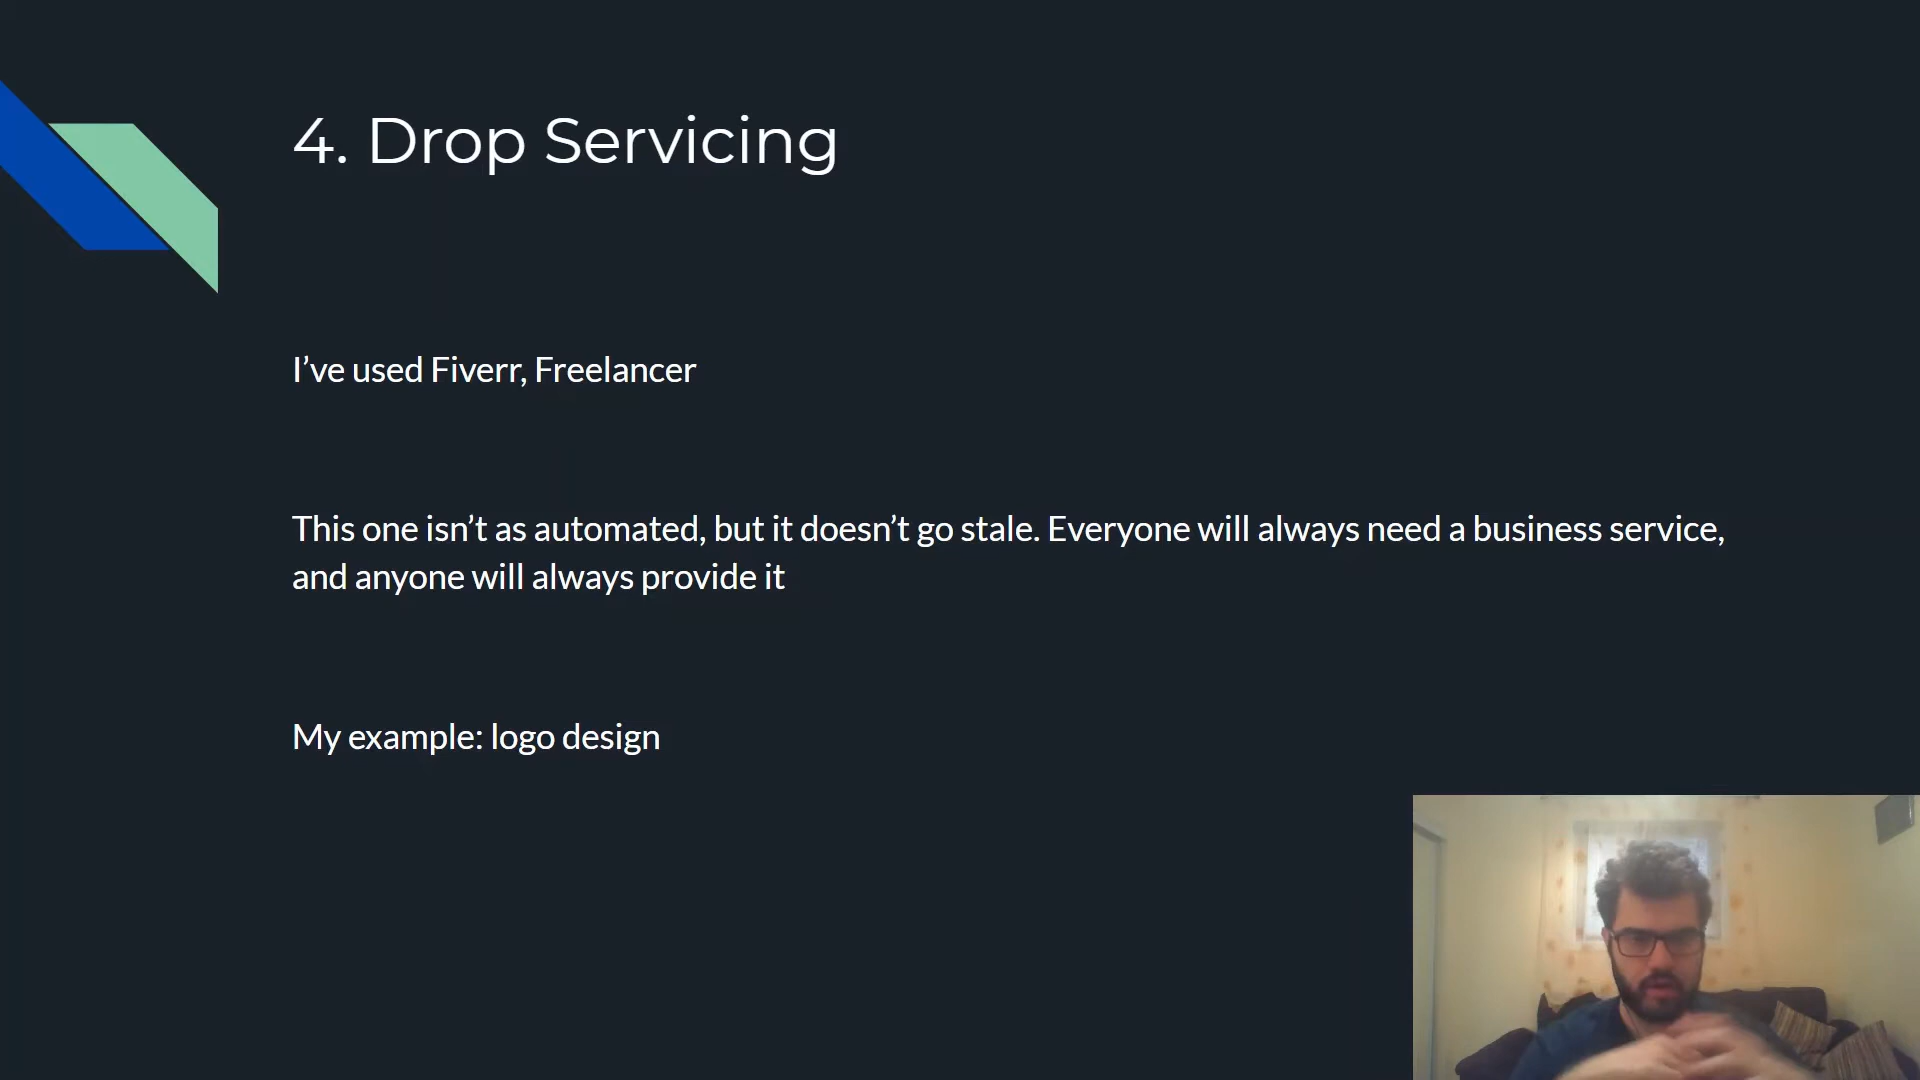 4. Drop Servicing
I’ve used Fiverr, Freelancer
This one isn’t as automated, but it doesn’t go stale. Everyone will always need a business service,
and anyone will always provide it
My example: logo design